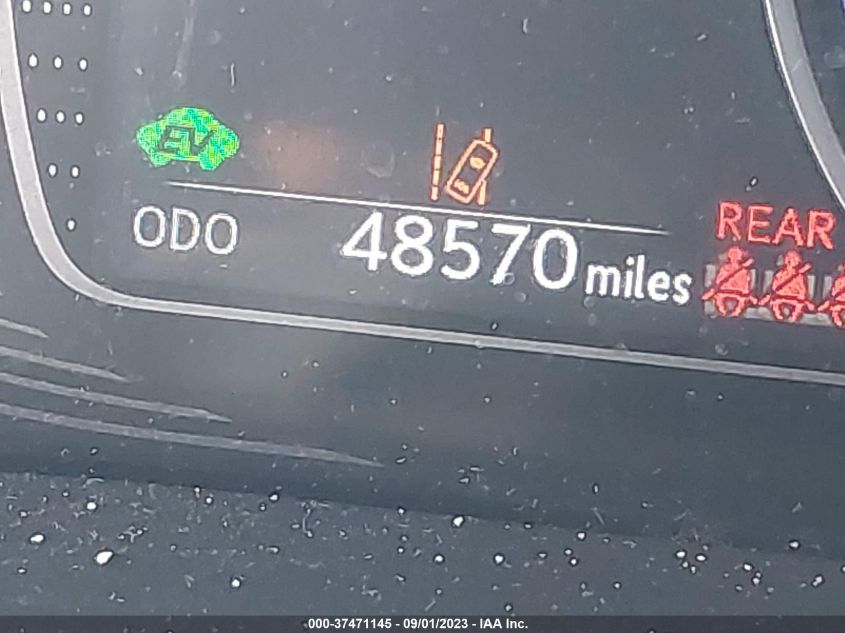 EV
ODO 48570 miles
REAR
000-37471145 - 09/01/2023 - IAA Inc.